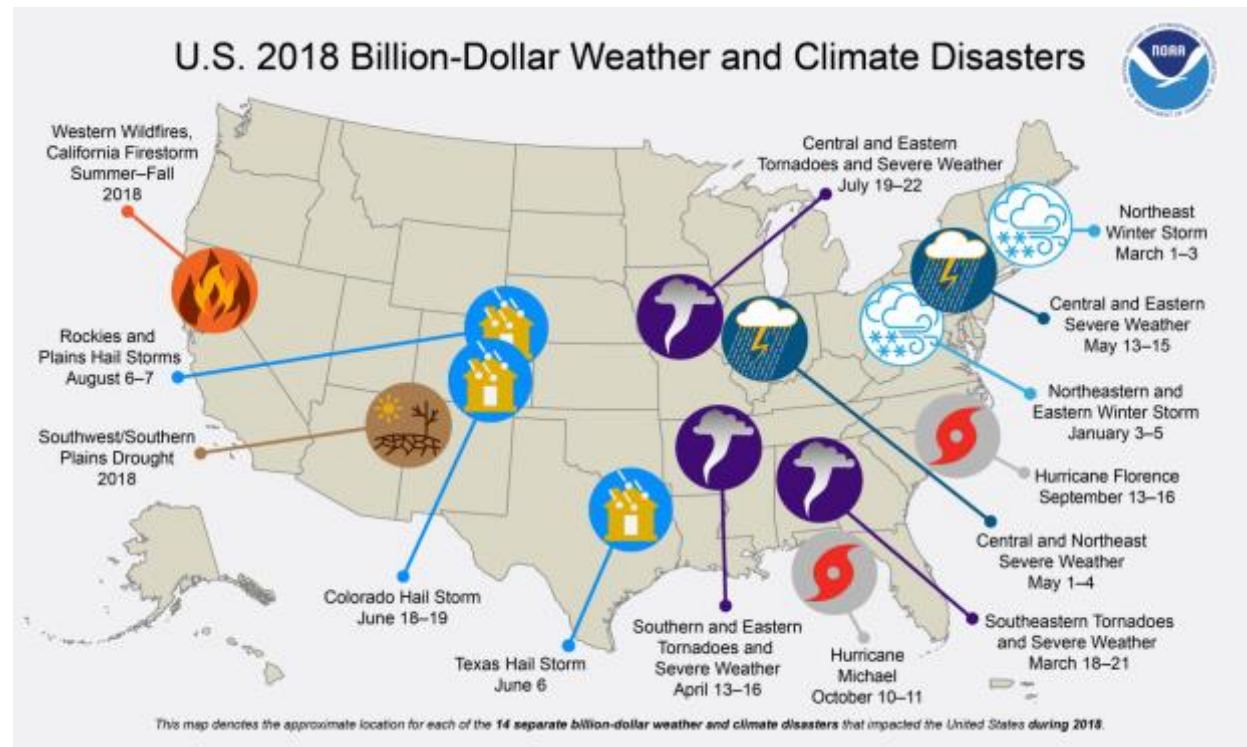 U.S. 2018 Billion-Dollar Weather and Climate Disasters
NOAA
Western Wildfires,
California Firestorm
Summer–Fall
2018
Central and Eastern
Tornadoes and Severe Weather
July 19–22
Northeast
Winter Storm
March 1–3
Rockies and
Plains Hail Storms
August 6–7
Central and Eastern
Severe Weather
May 13–15
Northeastern and
Eastern Winter Storm
January 3–5
Southwest/Southern
Plains Drought
2018
Hurricane Florence
September 13–16
Central and Northeast
Severe Weather
May 1–4
Colorado Hail Storm
June 18–19
Texas Hail Storm
June 6
Southern and Eastern
Tornadoes and
Severe Weather
April 13–16
Hurricane
Michael
October 10–11
Southeastern Tornadoes
and Severe Weather
March 18–21
This map denotes the approximate location for each of the 14 separate billion-dollar weather and climate disasters that impacted the United States during 2018.